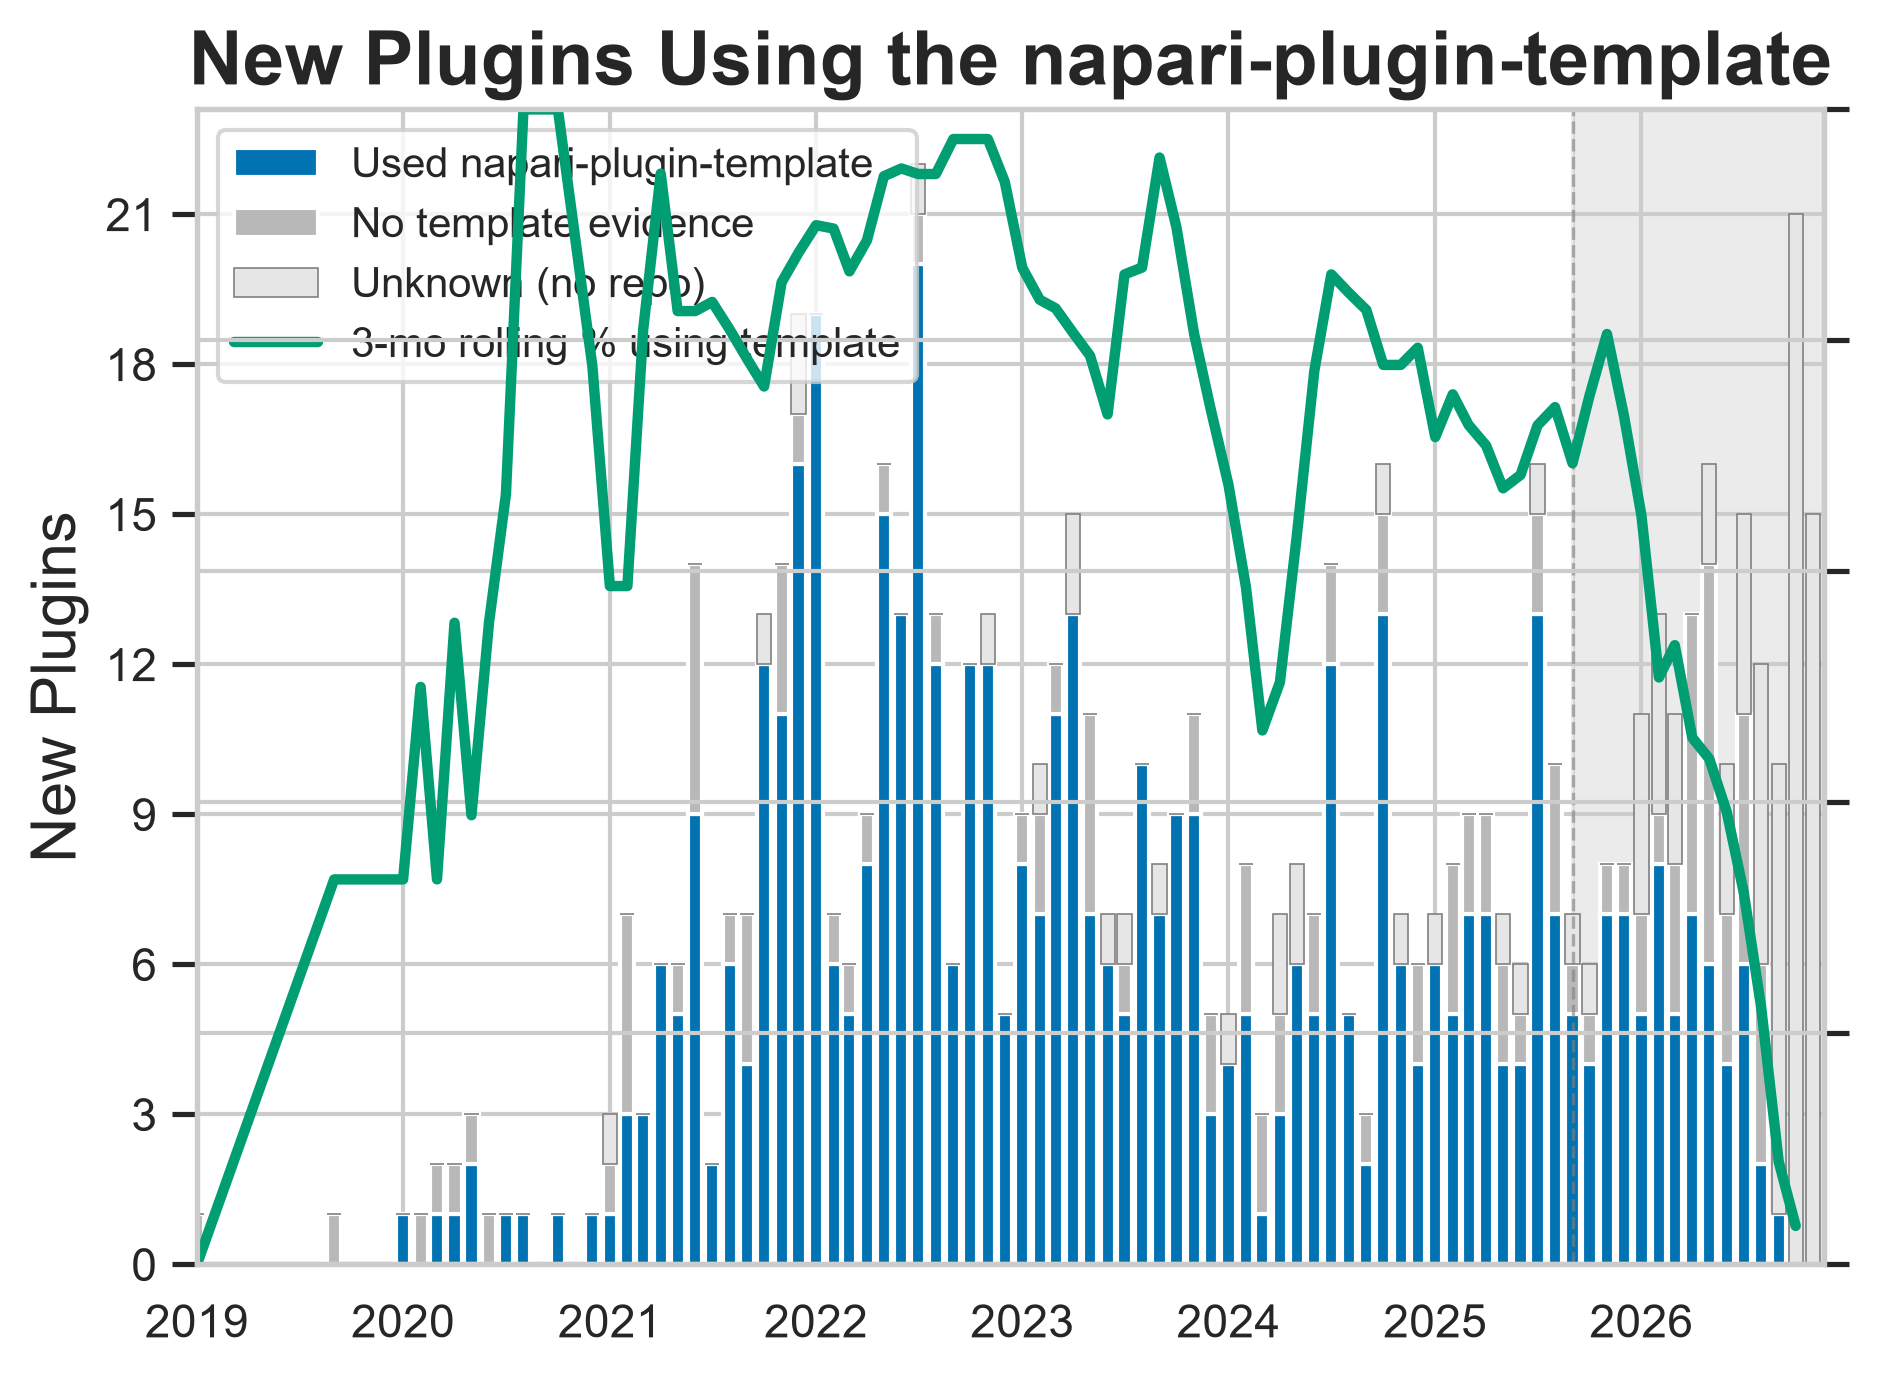 New Plugins Using the napari-plugin-template
Used napari-plugin-template
No template evidence
Unknown (no repo)
3-mo rolling % using template
New Plugins
21
18
15
12
9
6
3
0
2019 2020 2021 2022 2023 2024 2025 2026